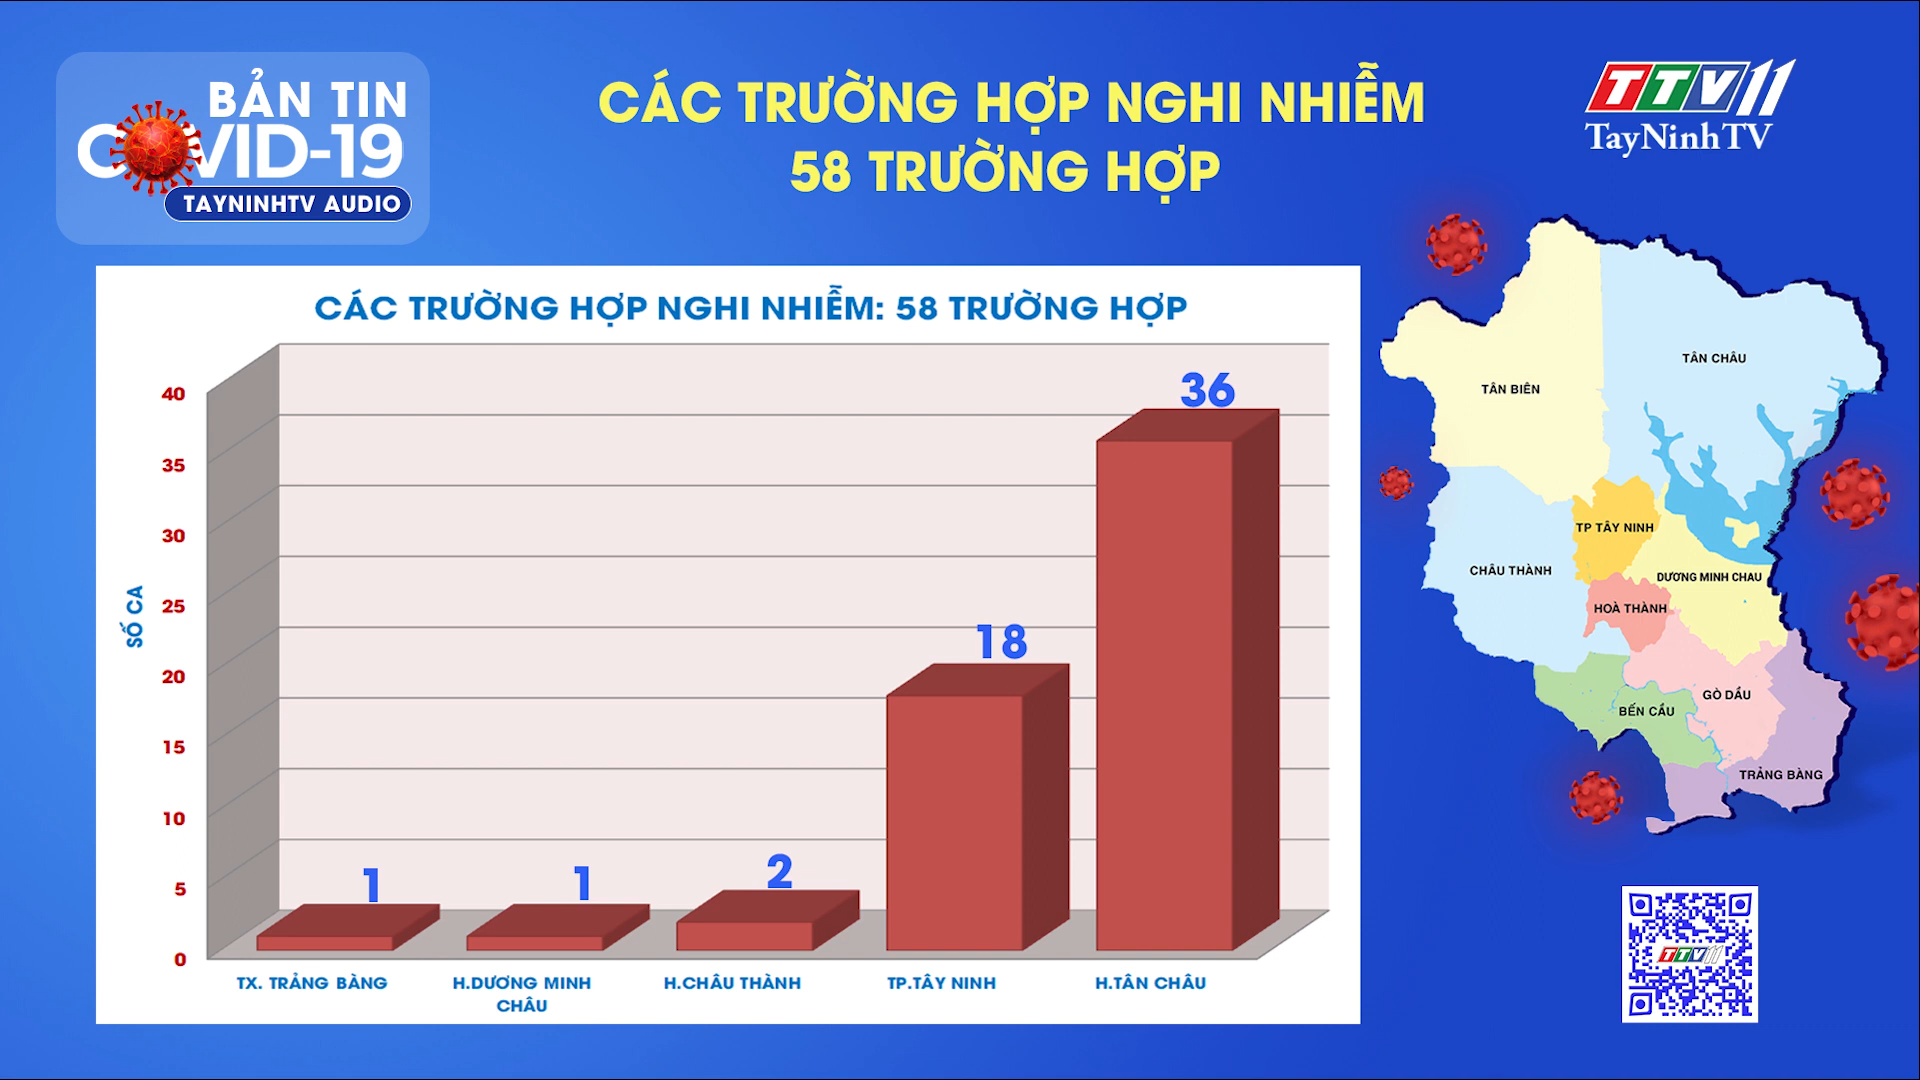 BẢN TIN
COVID-19
TAYNINHTV AUDIO
CÁC TRƯỜNG HỢP NGHI NHIỄM
58 TRƯỜNG HỢP
TTV11
TayNinhTV
CÁC TRƯỜNG HỢP NGHI NHIỄM: 58 TRƯỜNG HỢP
SỐ CA
40
35
30
25
20
15
10
5
0
1
1
2
18
36
TX. TRẢNG BÀNG
H.DƯƠNG MINH
CHÂU
H.CHÂU THÀNH
TP.TÂY NINH
H.TÂN CHÂU
TÂN CHÂU
TÂN BIÊN
TP TÂY NINH
CHÂU THÀNH
DƯƠNG MINH CHAU
HOÀ THÀNH
GÒ DẦU
BẾN CẦU
TRẢNG BÀNG
TTV11